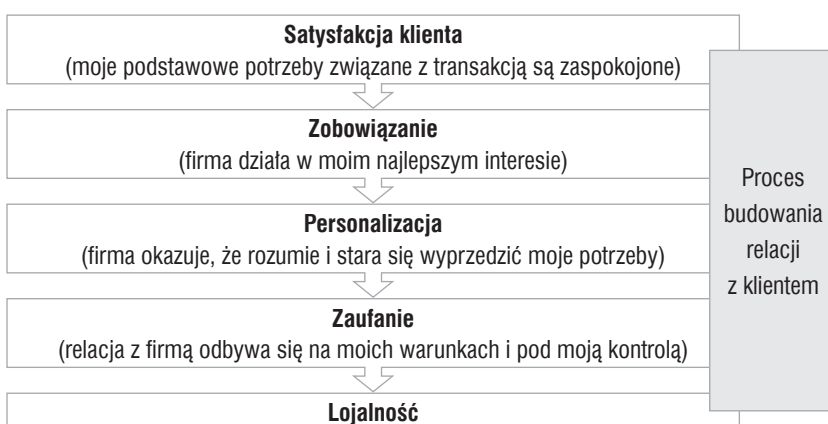 Satysfakcja klienta
(moje podstawowe potrzeby związane z transakcją są zaspokojone)
Zobowiązanie
(firma działa w moim najlepszym interesie)
Personalizacja
(firma okazuje, że rozumie i stara się wyprzedzić moje potrzeby)
Zaufanie
(relacja z firmą odbywa się na moich warunkach i pod moją kontrolą)
Lojalność
Proces
budowania
relacji
z klientem